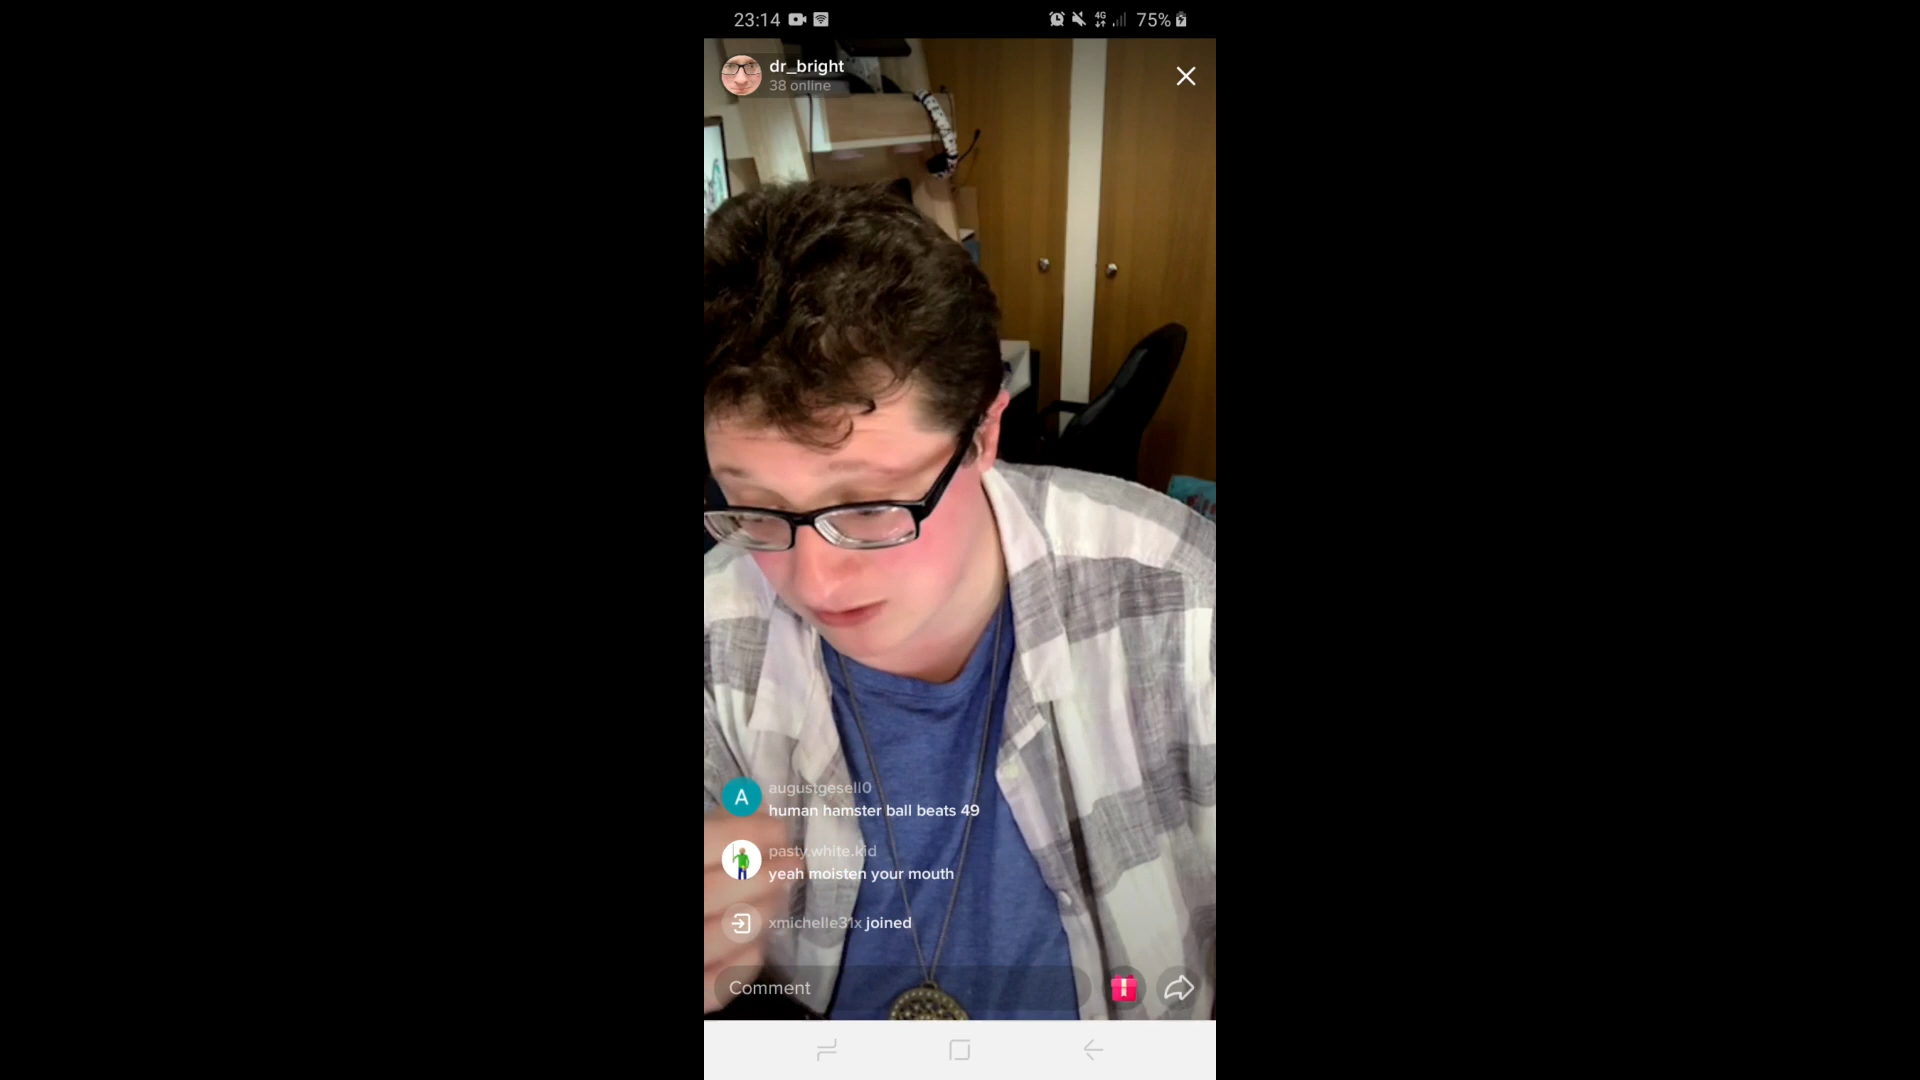 23:14
4G
75%
dr_bright
38 online
A
augustgesell0
human hamster ball beats 49
pasty.white.kid
yeah moisten your mouth
xmichelle31x joined
Comment